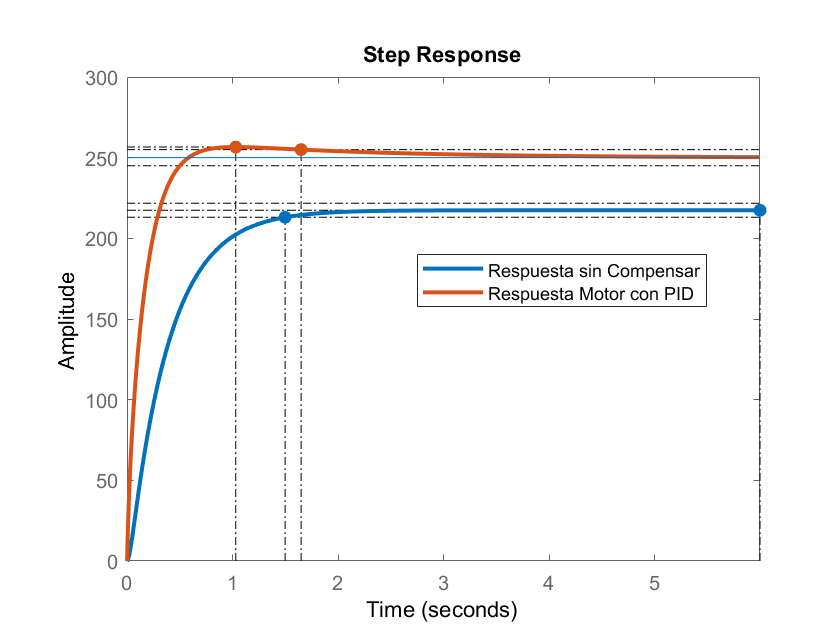 Step Response
300
250
200
150
100
50
0
Amplitude
Respuesta sin Compensar
Respuesta Motor con PID
0 1 2 3 4 5
Time (seconds)